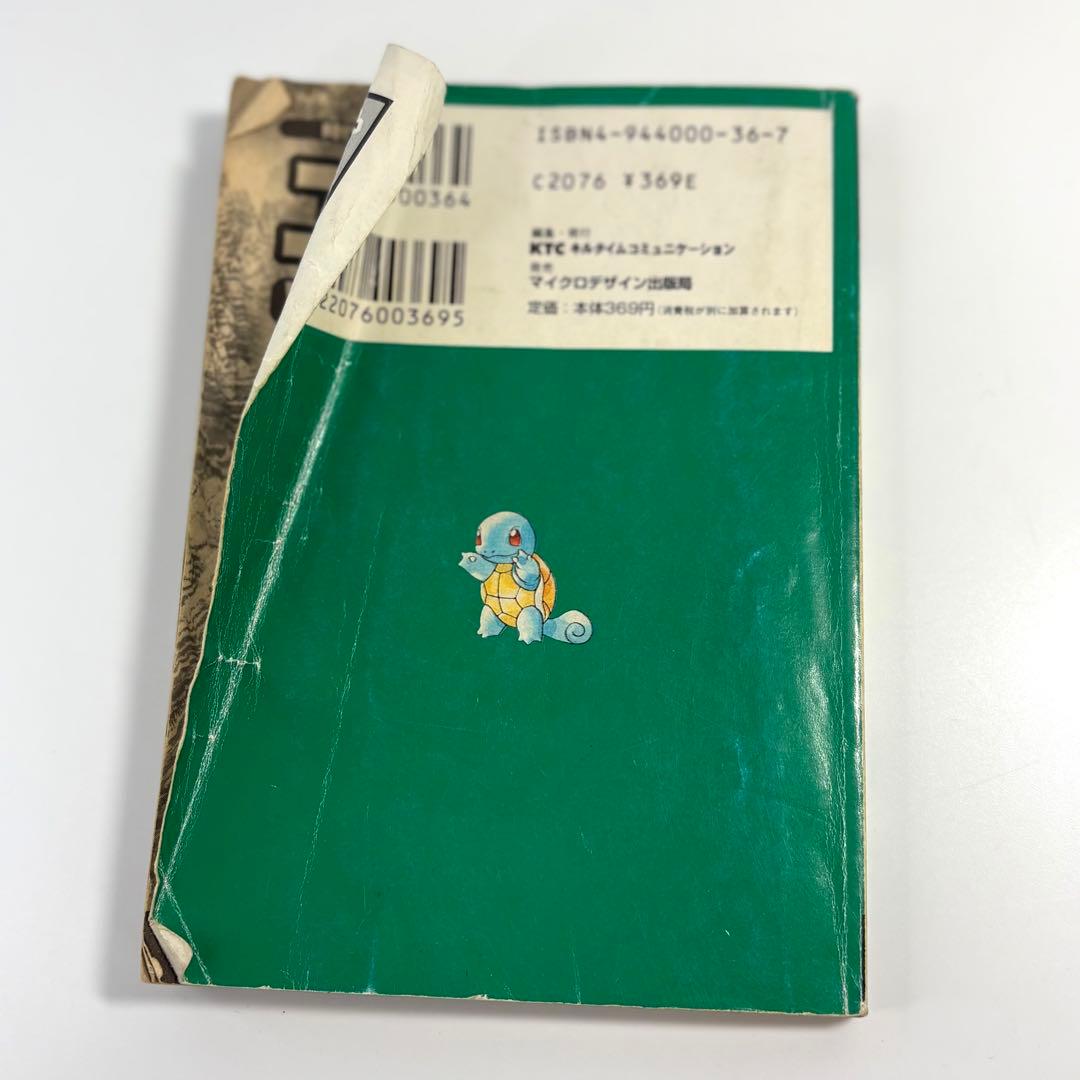 ISBN4-944000-36-7
C2076 ¥369E
00364
編集・発行
KTC キルタイムコミュニケーション
発売
マイクロデザイン出版局
22076003695
定価：本体369円(消費税が別に加算されます)